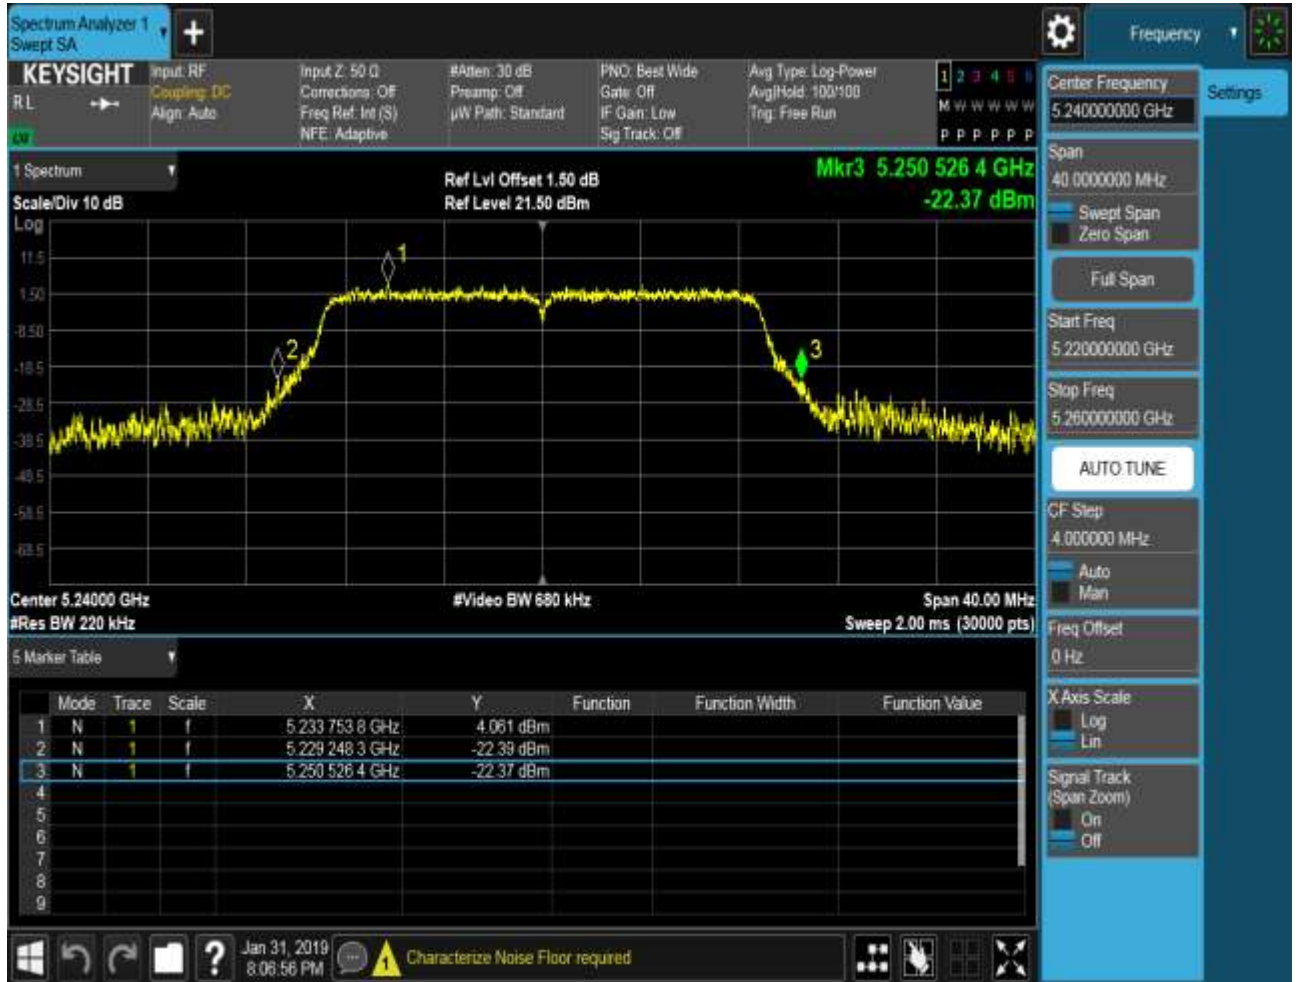 Spectrum Analyzer 1
Swept SA
+
Frequency
KEYSIGHT
RL
Input: RF
Coupling: DC
Align: Auto
Input Z: 50 Ω
Corrections: Off
Freq Ref: Int (S)
NFE: Adaptive
#Atten: 30 dB
Preamp: Off
µW Path: Standard
PNO: Best Wide
Gate: Off
IF Gain: Low
Sig Track: Off
Avg Type: Log-Power
Avg|Hold: 100/100
Trig: Free Run
1 2 3 4 5 6
M W W W W W
P P P P P P
1 Spectrum
Scale/Div 10 dB
Ref Lvl Offset 1.50 dB
Ref Level 21.50 dBm
Mkr3 5.250 526 4 GHz
-22.37 dBm
Log
11.5
1.50
-8.50
-18.5
-28.5
-38.5
-48.5
-58.5
-68.5
1
2
3
Center 5.24000 GHz
#Video BW 680 kHz
Span 40.00 MHz
#Res BW 220 kHz
Sweep 2.00 ms (30000 pts)
5 Marker Table
Mode Trace Scale X Y Function Function Width Function Value
1 N 1 f 5.233 753 8 GHz 4.061 dBm
2 N 1 f 5.229 248 3 GHz -22.39 dBm
3 N 1 f 5.250 526 4 GHz -22.37 dBm
4
5
6
7
8
9
Center Frequency
5.240000000 GHz
Settings
Span
40.0000000 MHz
Swept Span
Zero Span
Full Span
Start Freq
5.220000000 GHz
Stop Freq
5.260000000 GHz
AUTO TUNE
CF Step
4.000000 MHz
Auto
Man
Freq Offset
0 Hz
X Axis Scale
Log
Lin
Signal Track
(Span Zoom)
On
Off
?
Jan 31, 2019
8:06:56 PM
1
Characterize Noise Floor required